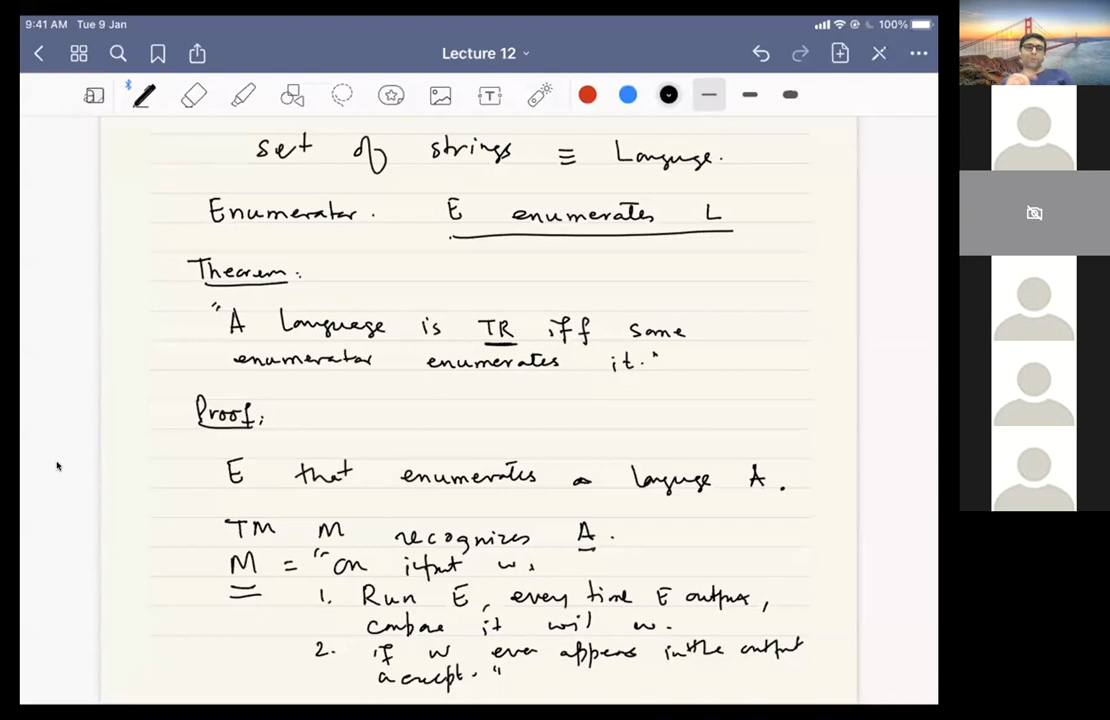 9:41 AM Tue 9 Jan
100%
Lecture 12
set of strings ≡ Language.
Enumerator. E enumerates L
Theorem:
"A Language is TR iff some
enumerator enumerates it."
Proof;
E that enumerates a language A.
TM M recognizes A.
M = "on input w.
1. Run E, every time E outputs,
compare it with w.
2. if w ever appears in the output
accept."